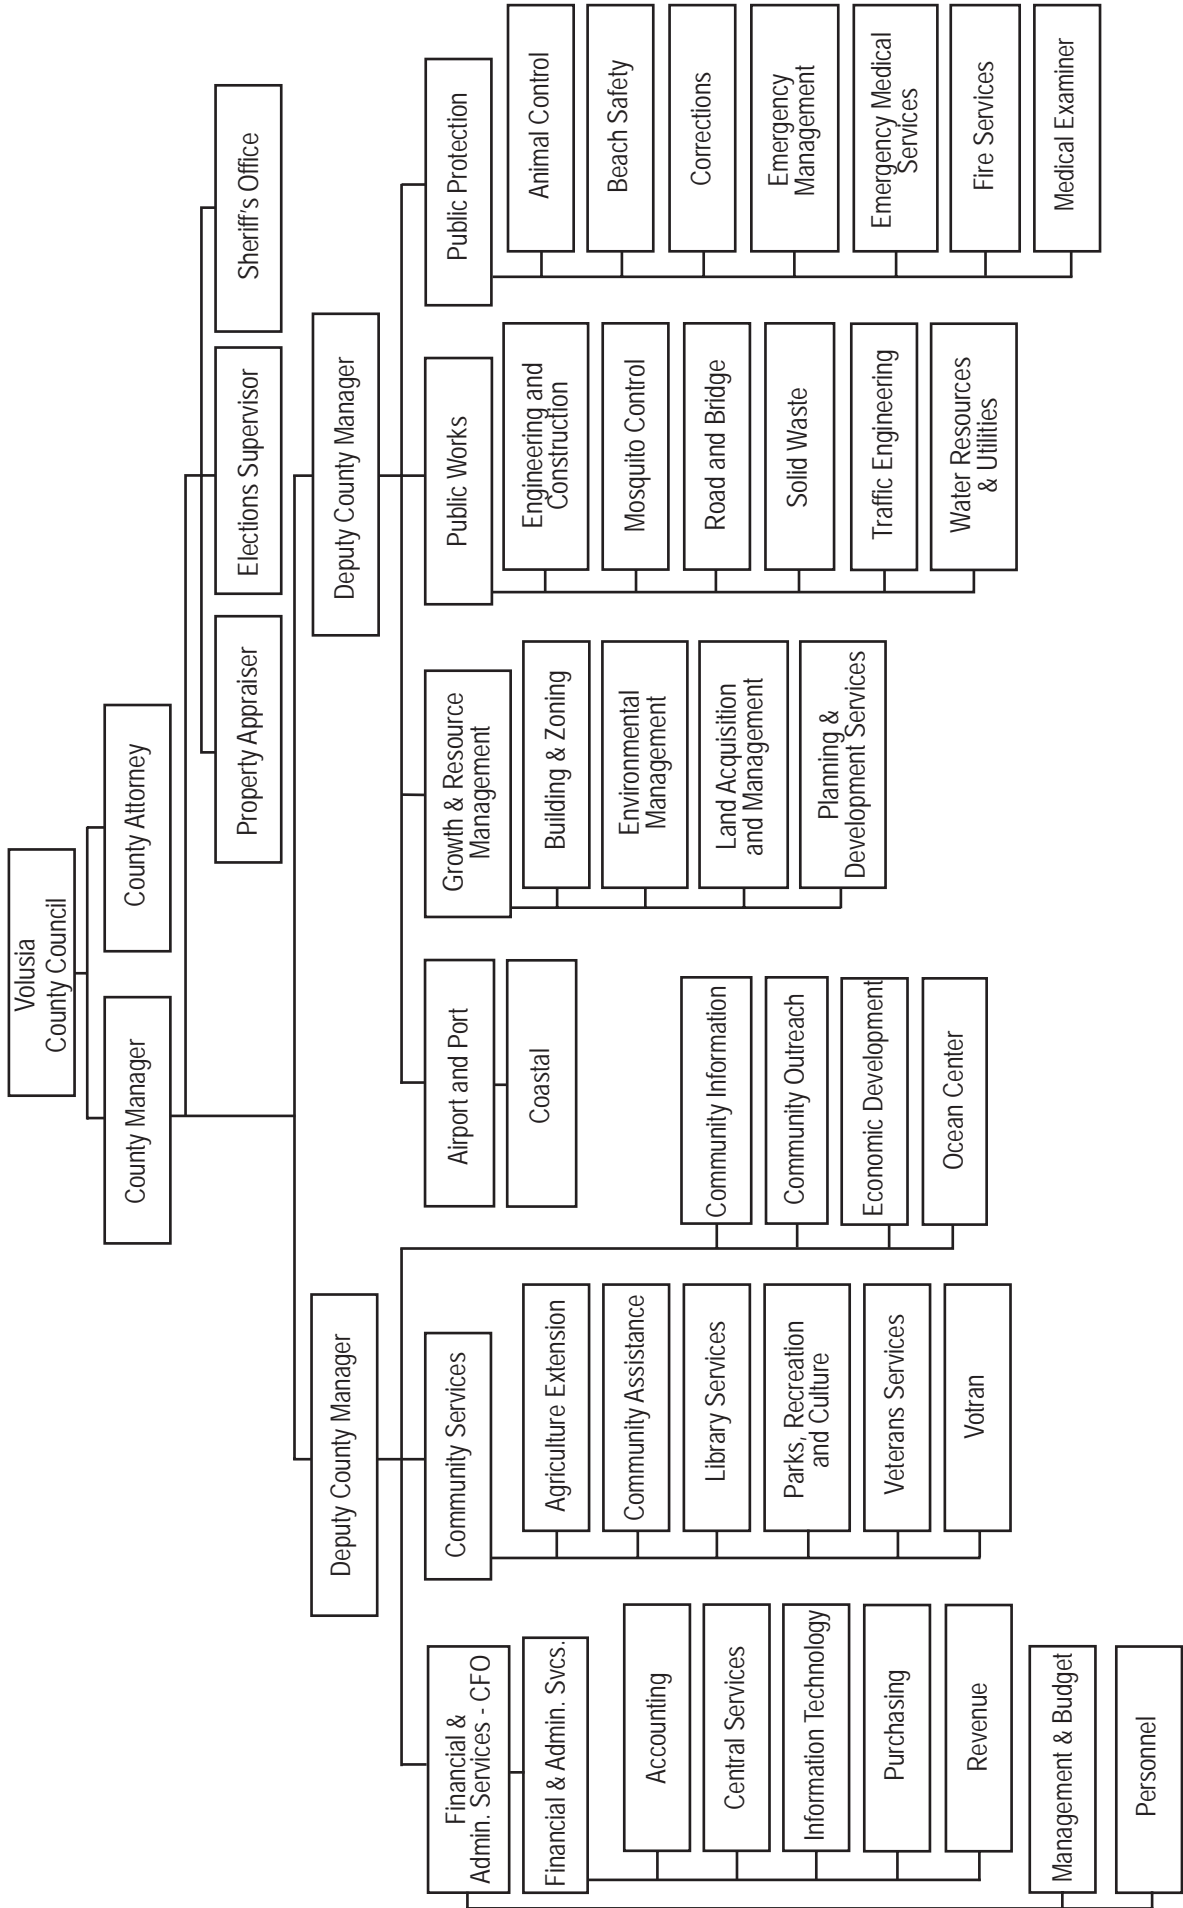 Volusia
County Council
County Manager
County Attorney
Property Appraiser
Elections Supervisor
Sheriff's Office
Deputy County Manager
Deputy County Manager
Financial &
Admin. Services - CFO
Financial & Admin. Svcs.
Accounting
Central Services
Information Technology
Purchasing
Revenue
Management & Budget
Personnel
Community Services
Agriculture Extension
Community Assistance
Library Services
Parks, Recreation
and Culture
Veterans Services
Votran
Community Information
Community Outreach
Economic Development
Ocean Center
Airport and Port
Coastal
Growth & Resource
Management
Building & Zoning
Environmental
Management
Land Acquisition
and Management
Planning &
Development Services
Public Works
Engineering and
Construction
Mosquito Control
Road and Bridge
Solid Waste
Traffic Engineering
Water Resources
& Utilities
Public Protection
Animal Control
Beach Safety
Corrections
Emergency
Management
Emergency Medical
Services
Fire Services
Medical Examiner